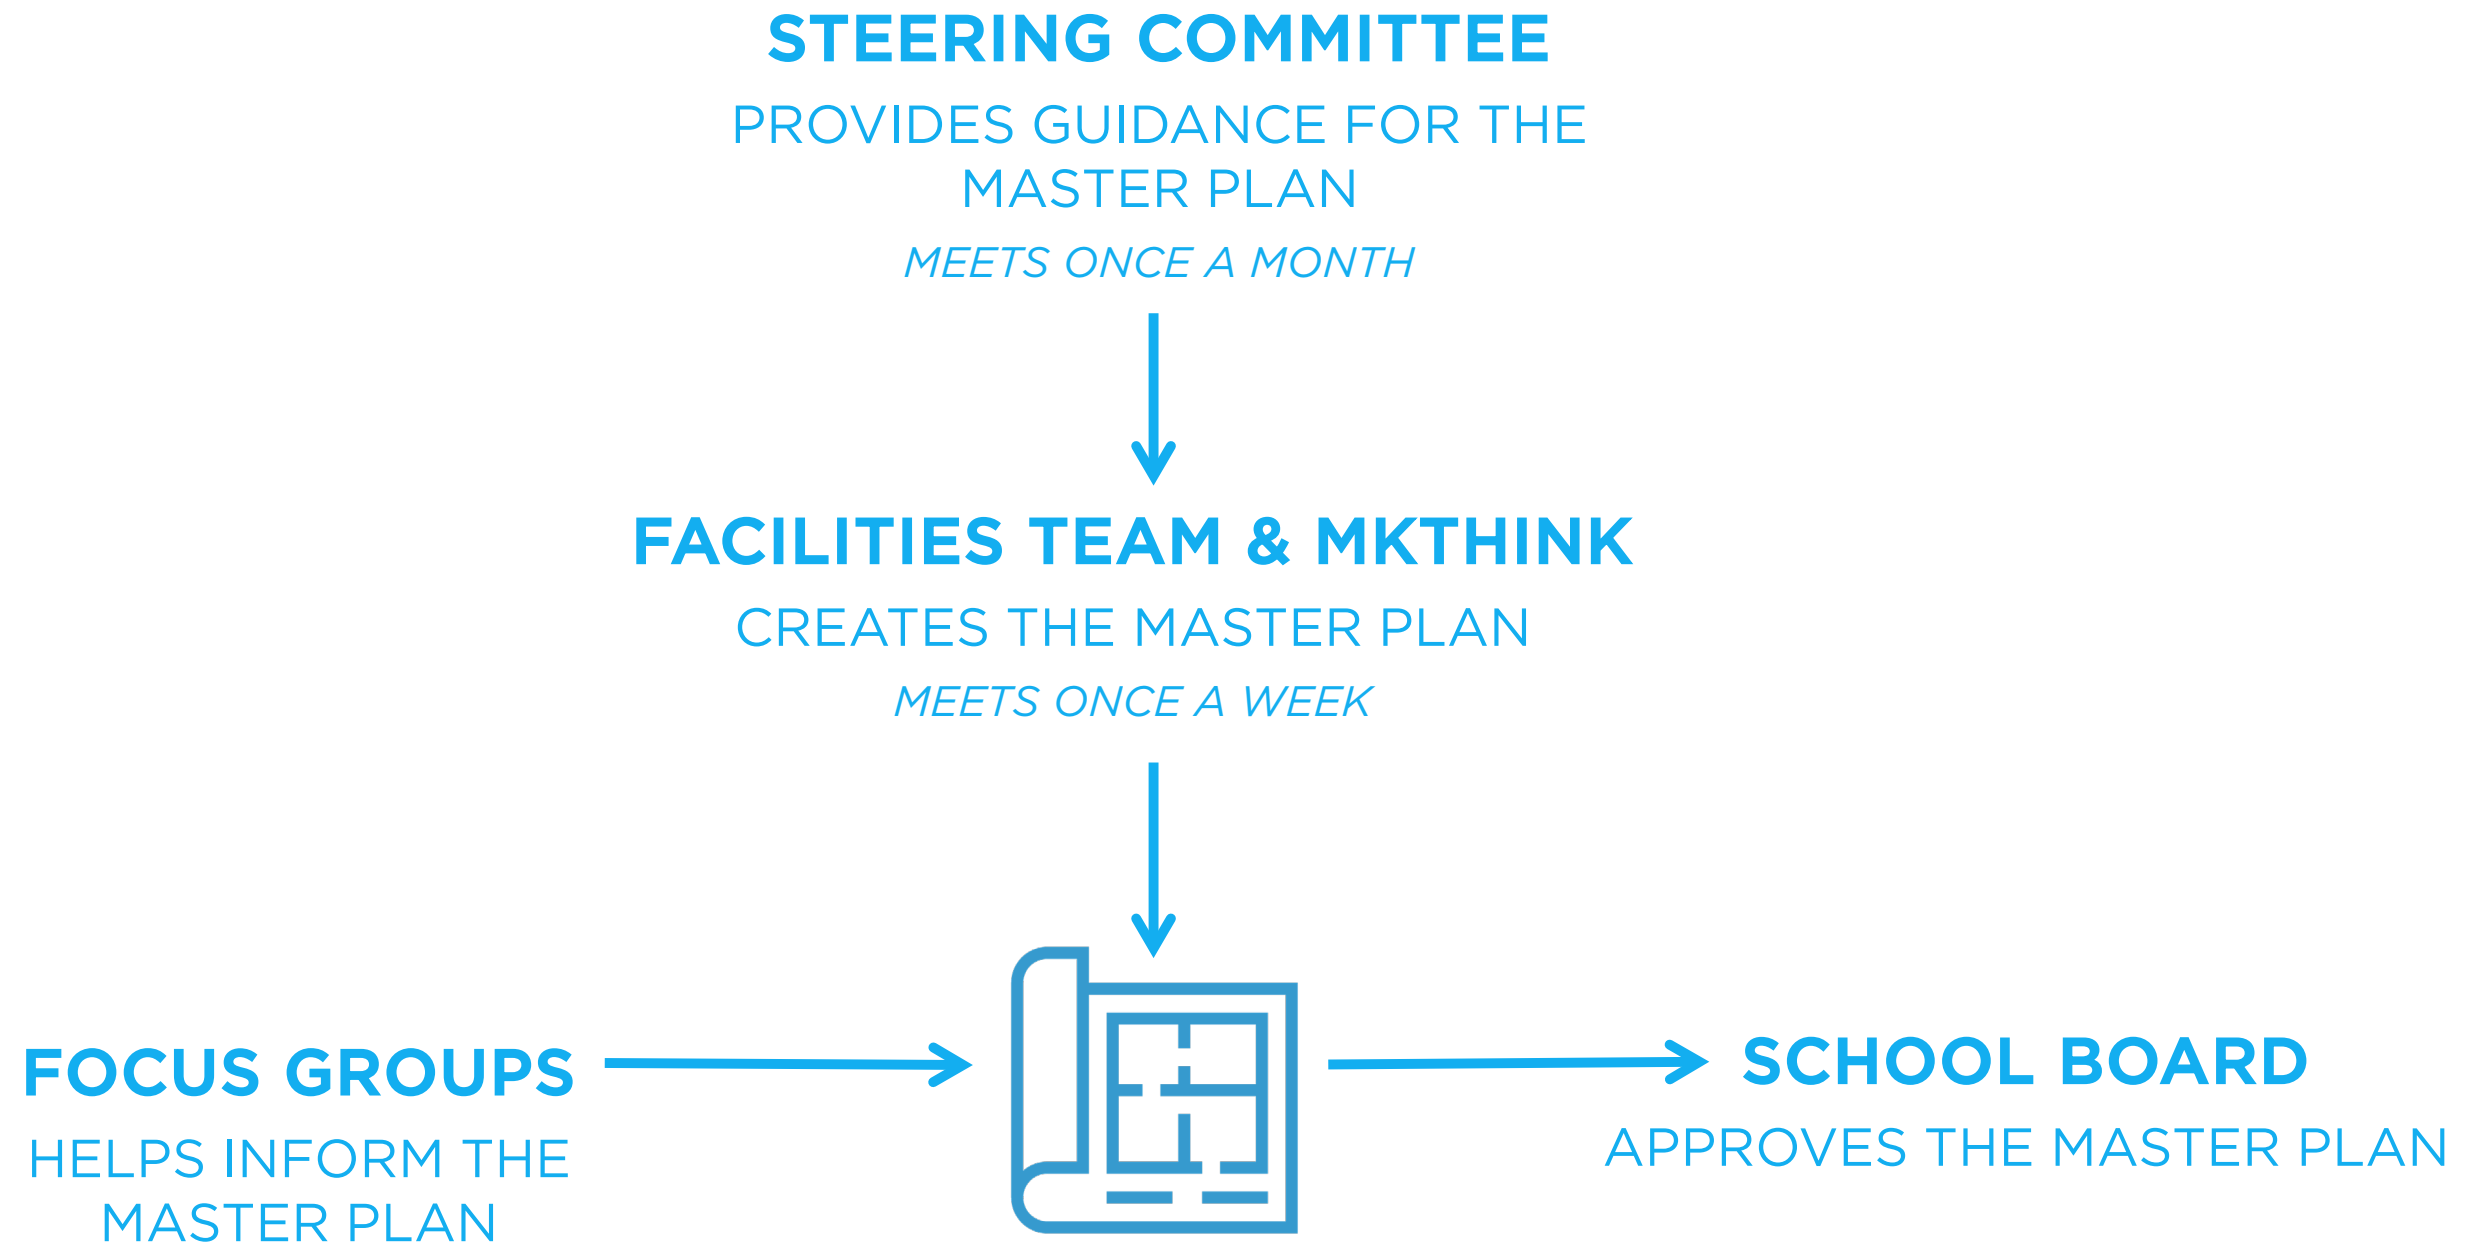 STEERING COMMITTEE
PROVIDES GUIDANCE FOR THE
MASTER PLAN
MEETS ONCE A MONTH
FACILITIES TEAM & MKTHINK
CREATES THE MASTER PLAN
MEETS ONCE A WEEK
FOCUS GROUPS
HELPS INFORM THE
MASTER PLAN
SCHOOL BOARD
APPROVES THE MASTER PLAN